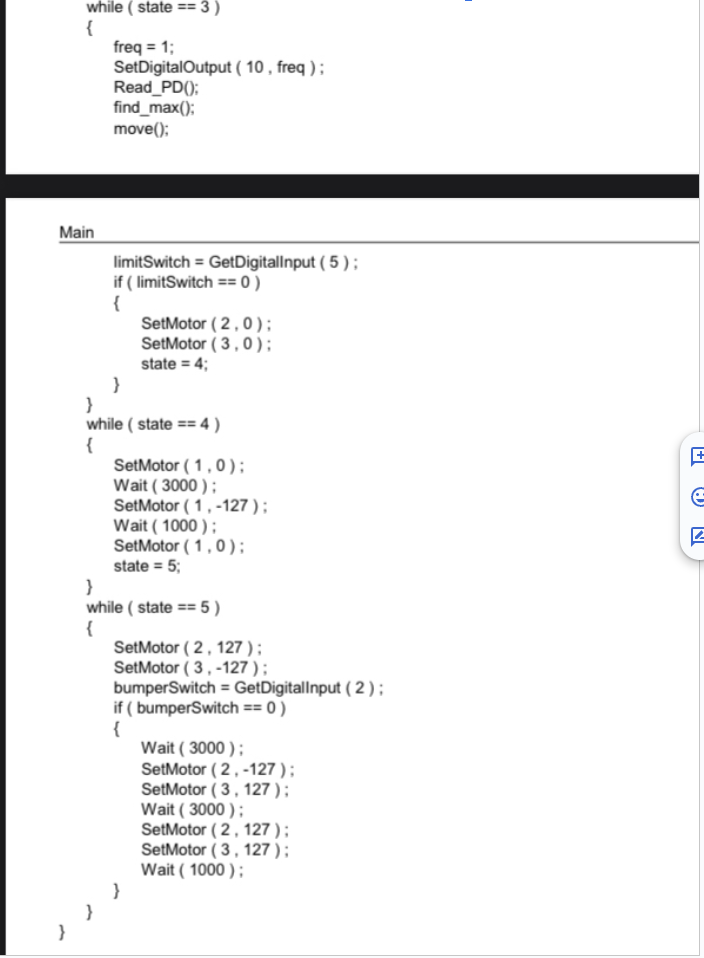 while ( state == 3 )
{
freq = 1;
SetDigitalOutput ( 10 , freq ) ;
Read_PD();
find_max();
move();
Main
limitSwitch = GetDigitalInput ( 5 ) ;
if ( limitSwitch == 0 )
{
SetMotor ( 2 , 0 ) ;
SetMotor ( 3 , 0 ) ;
state = 4;
}
}
while ( state == 4 )
{
SetMotor ( 1 , 0 ) ;
Wait ( 3000 ) ;
SetMotor ( 1 , -127 ) ;
Wait ( 1000 ) ;
SetMotor ( 1 , 0 ) ;
state = 5;
}
while ( state == 5 )
{
SetMotor ( 2 , 127 ) ;
SetMotor ( 3 , -127 ) ;
bumperSwitch = GetDigitalInput ( 2 ) ;
if ( bumperSwitch == 0 )
{
Wait ( 3000 ) ;
SetMotor ( 2 , -127 ) ;
SetMotor ( 3 , 127 ) ;
Wait ( 3000 ) ;
SetMotor ( 2 , 127 ) ;
SetMotor ( 3 , 127 ) ;
Wait ( 1000 ) ;
}
}
}